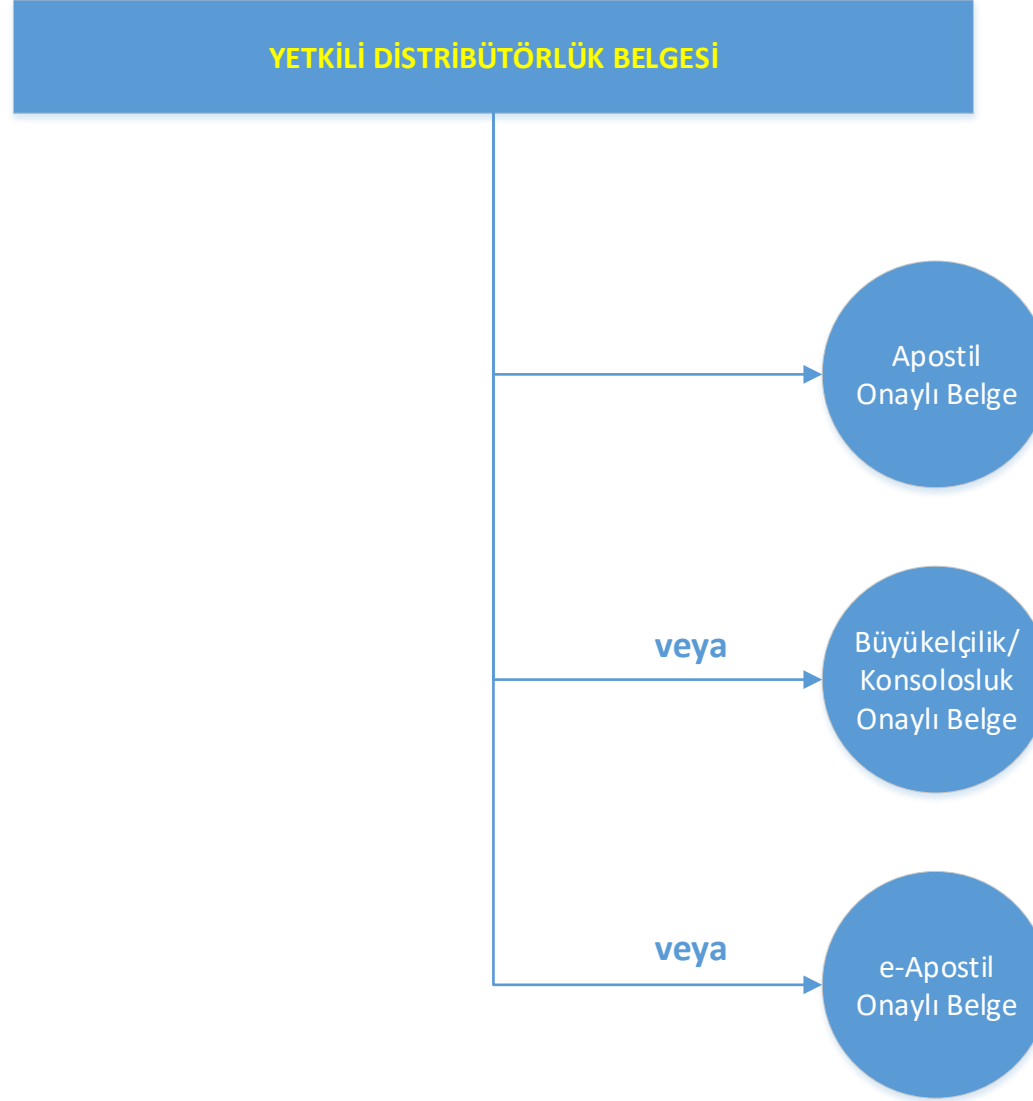 YETKİLİ DİSTRİBÜTÖRLÜK BELGESİ
Apostil
Onaylı Belge
veya
Büyükelçilik/
Konsolosluk
Onaylı Belge
veya
e-Apostil
Onaylı Belge